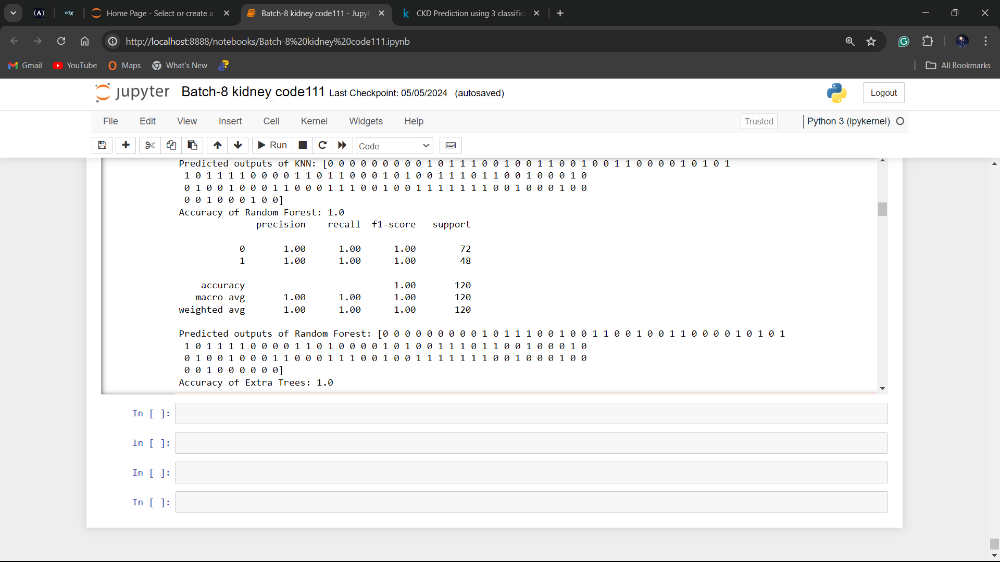 edX
Home Page - Select or create a
Batch-8 kidney code111 - Jupyt
CKD Prediction using 3 classific
http://localhost:8888/notebooks/Batch-8%20kidney%20code111.ipynb
Gmail YouTube Maps What's New All Bookmarks
jupyter Batch-8 kidney code111 Last Checkpoint: 05/05/2024 (autosaved) Logout
File Edit View Insert Cell Kernel Widgets Help Trusted Python 3 (ipykernel)
Run Code
Predicted outputs of KNN: [0 0 0 0 0 0 0 0 0 1 0 1 1 1 0 0 1 0 0 1 1 0 0 1 0 0 1 1 0 0 0 0 1 0 1 0 1
1 0 1 1 1 1 0 0 0 0 1 1 0 1 1 0 0 0 1 0 1 0 0 1 1 1 0 1 1 0 0 1 0 0 0 1 0
0 1 0 0 1 0 0 0 1 1 0 0 0 1 1 1 0 0 1 0 0 1 1 1 1 1 1 1 0 0 1 0 0 0 1 0 0
0 0 1 0 0 0 1 0 0]
Accuracy of Random Forest: 1.0
precision recall f1-score support
0 1.00 1.00 1.00 72
1 1.00 1.00 1.00 48
accuracy 1.00 120
macro avg 1.00 1.00 1.00 120
weighted avg 1.00 1.00 1.00 120
Predicted outputs of Random Forest: [0 0 0 0 0 0 0 0 0 1 0 1 1 1 0 0 1 0 0 1 1 0 0 1 0 0 1 1 0 0 0 0 1 0 1 0 1
1 0 1 1 1 1 0 0 0 0 1 1 0 1 0 0 0 0 1 0 1 0 0 1 1 1 0 1 1 0 0 1 0 0 0 1 0
0 1 0 0 1 0 0 0 1 1 0 0 0 1 1 1 0 0 1 0 0 1 1 1 1 1 1 1 0 0 1 0 0 0 1 0 0
0 0 1 0 0 0 0 0 0]
Accuracy of Extra Trees: 1.0
In [ ]:
In [ ]:
In [ ]:
In [ ]: